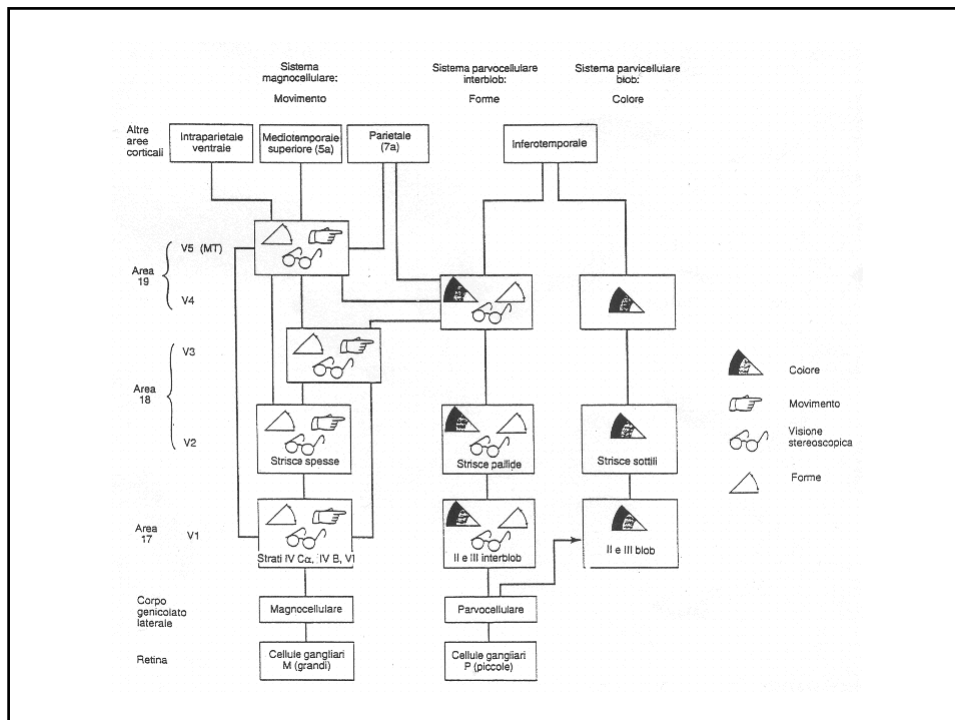 Sistema
magnocellulare:
Movimento
Sistema parvocellulare
interblob:
Forme
Sistema parvicellulare
blob:
Colore
Altre
aree
corticali
Intraparietale
ventrale
Mediotemporale
superiore (5a)
Parietale
(7a)
Inferotemporale
Area
19
V5 (MT)
V4
Area
18
V3
V2
Strisce spesse
Strisce pallide
Strisce sottili
Area
17
V1
Strati IV Cα, IV B, VI
II e III interblob
II e III blob
Corpo
genicolato
laterale
Magnocellulare
Parvocellulare
Retina
Cellule gangliari
M (grandi)
Cellule gangliari
P (piccole)
Colore
Movimento
Visione
stereoscopica
Forme